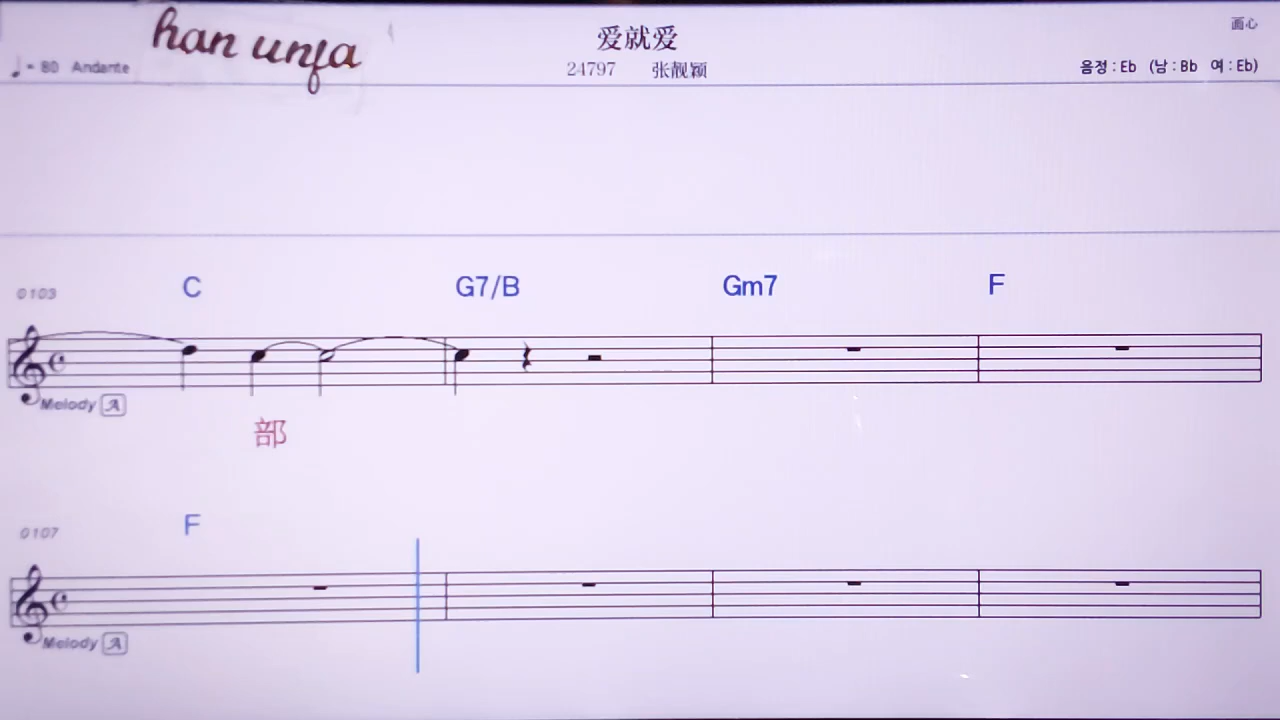 han unfa
爱就爱
画心
♩= 80 Andante
24797 张靓颖
음정 : Eb (남 : Bb 여 : Eb)
C G7/B Gm7 F
0103
Melody A
部
F
0107
Melody A